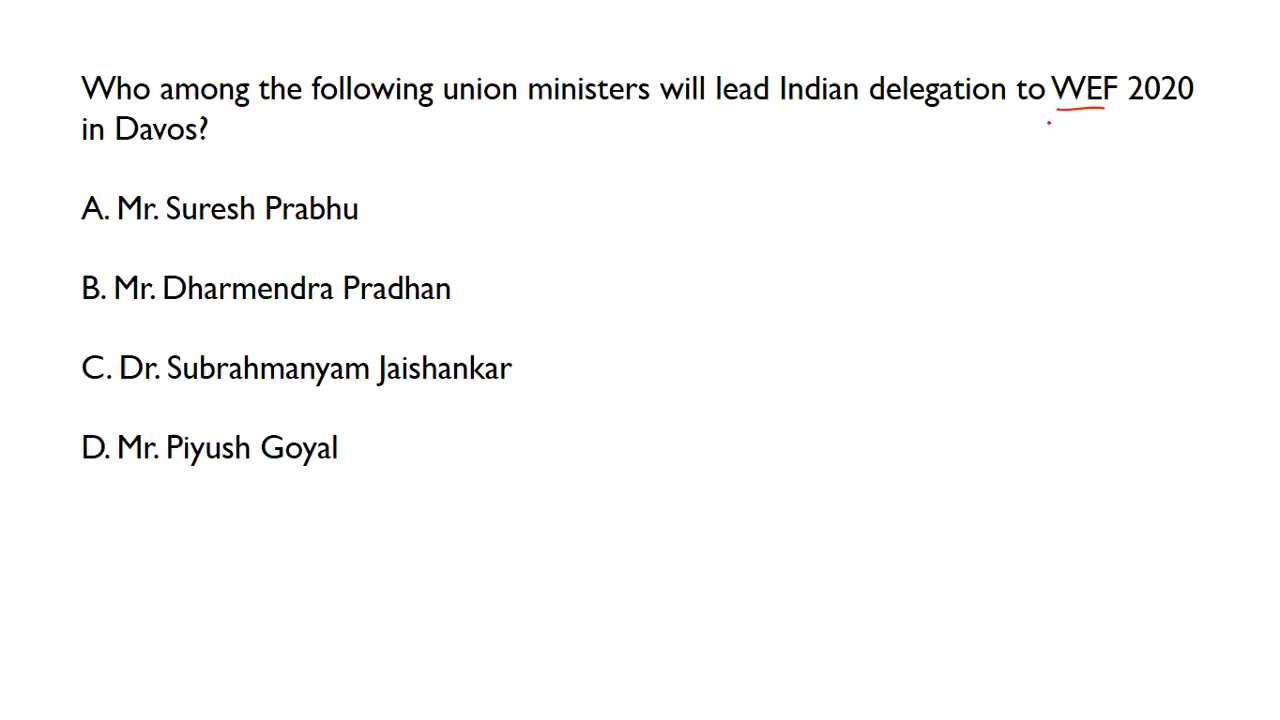 Who among the following union ministers will lead Indian delegation to WEF 2020
in Davos?
A. Mr. Suresh Prabhu
B. Mr. Dharmendra Pradhan
C. Dr. Subrahmanyam Jaishankar
D. Mr. Piyush Goyal